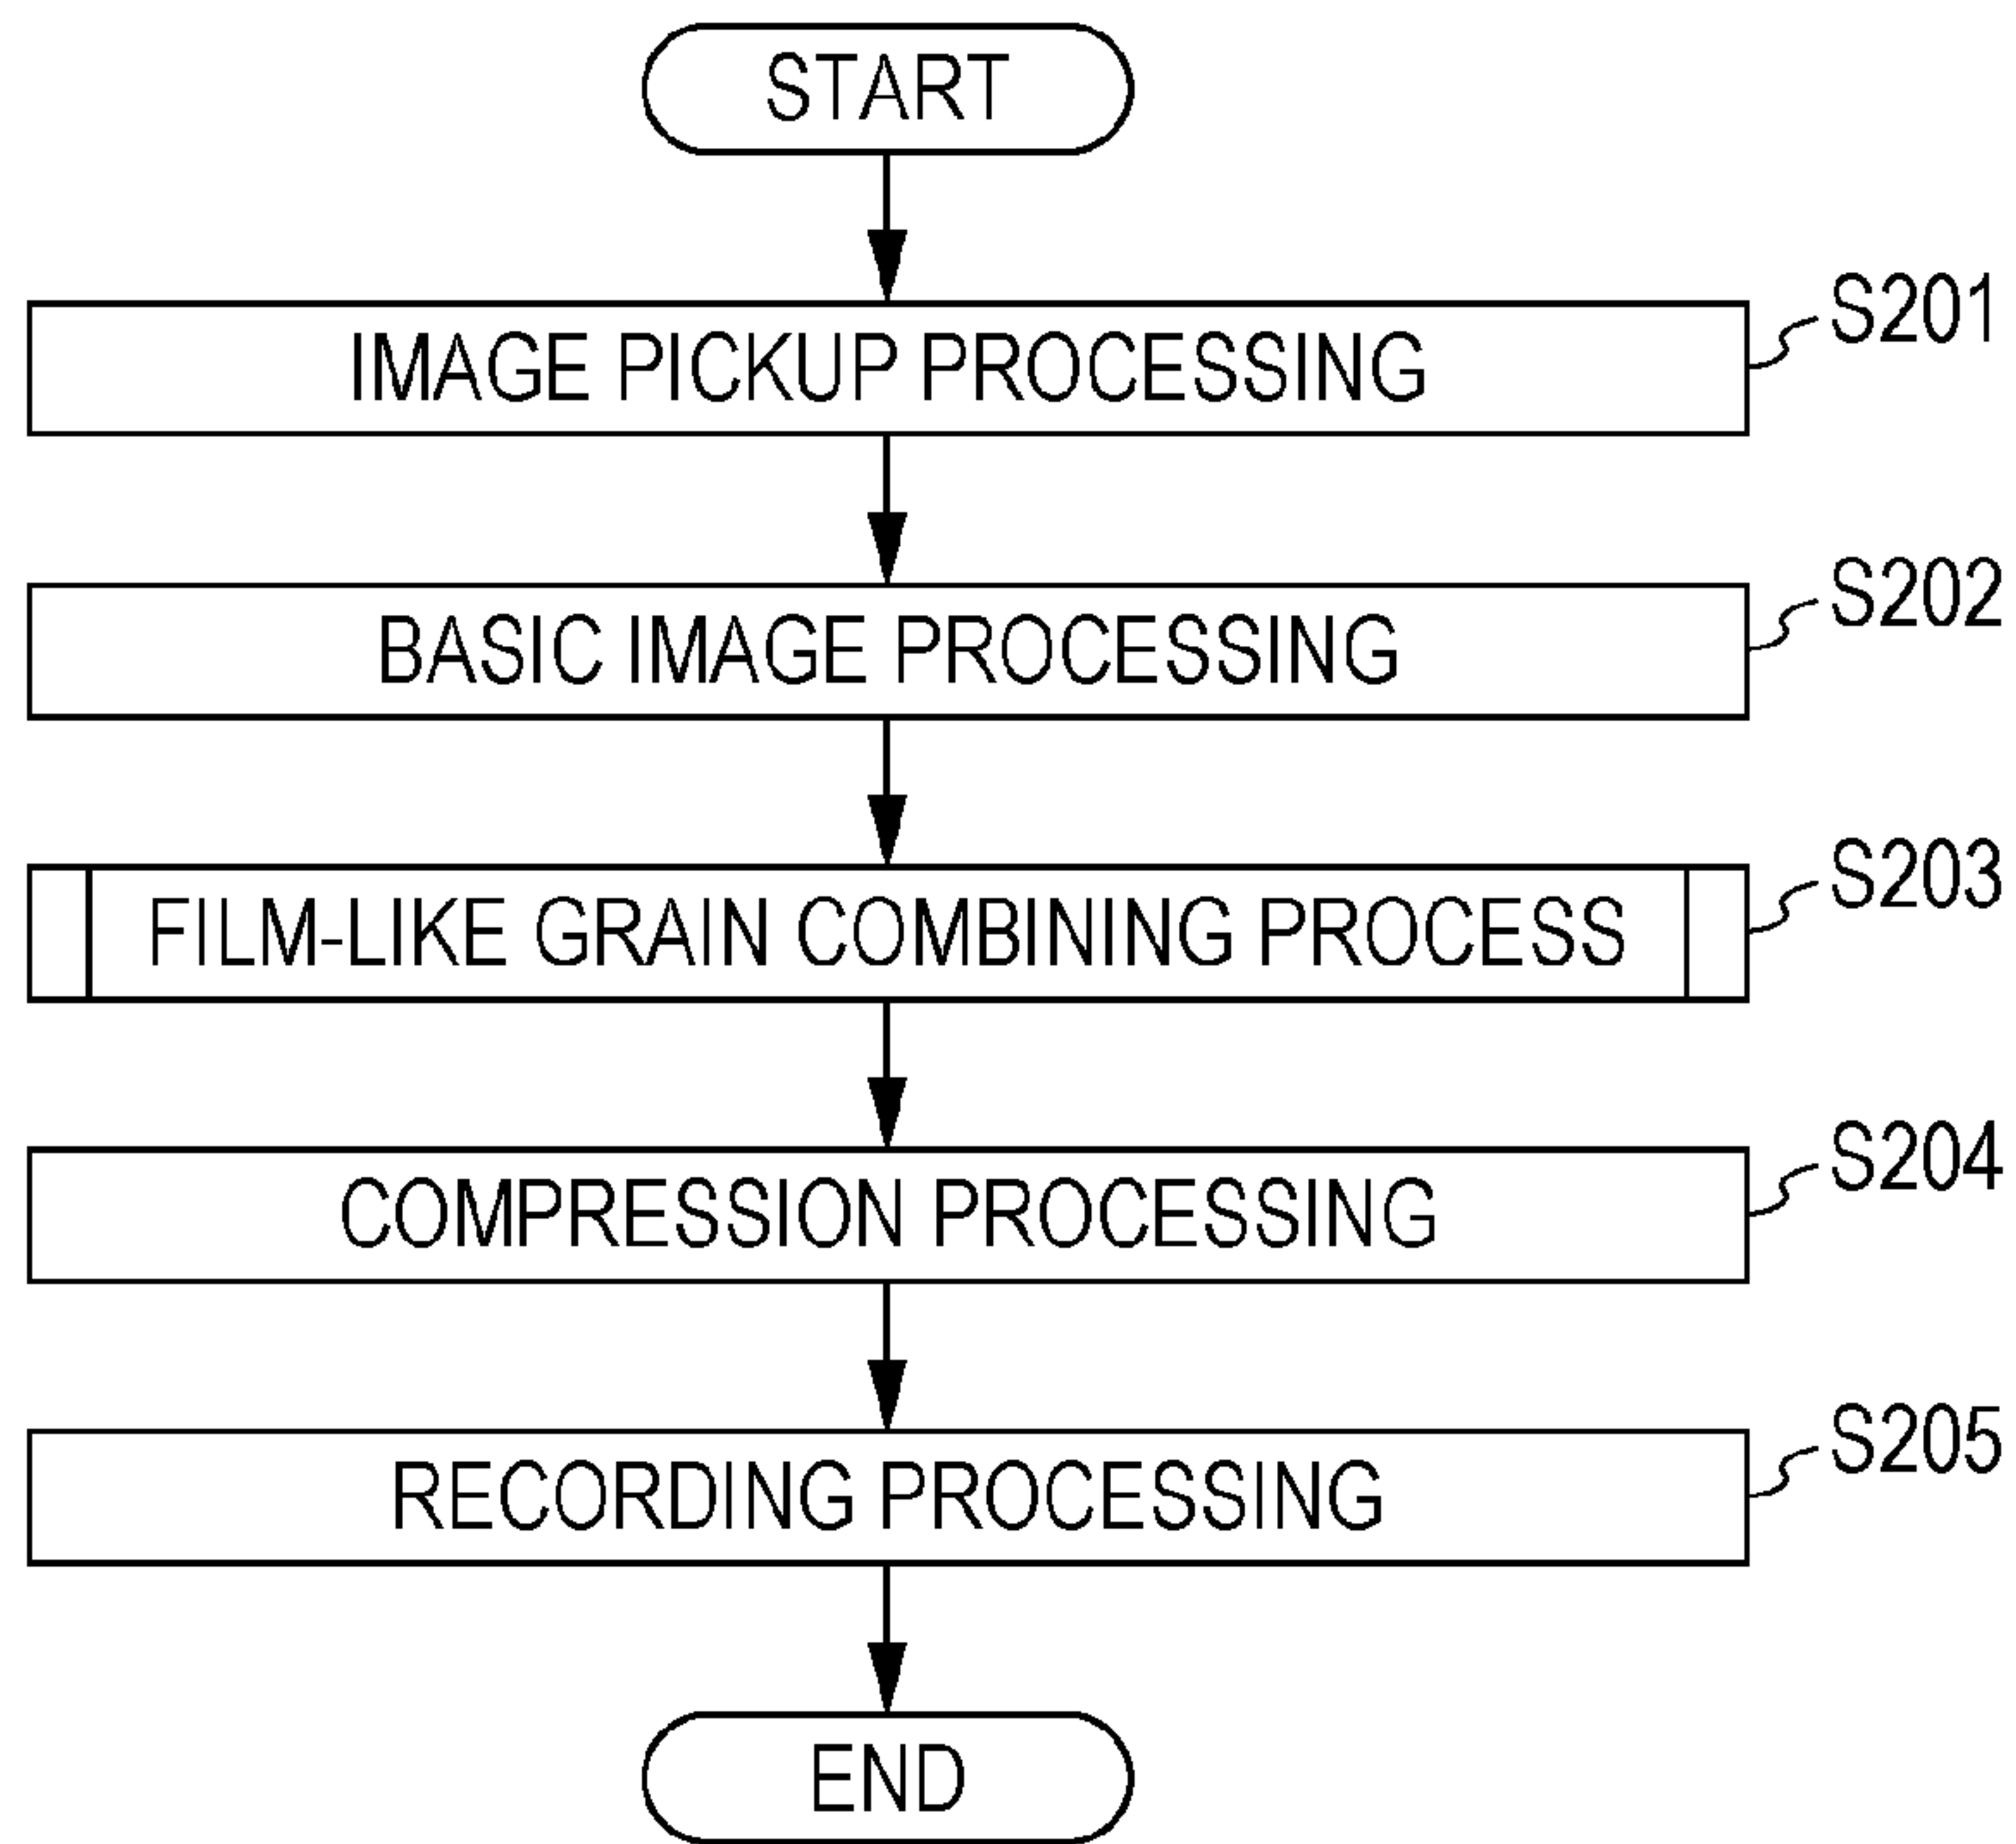 START
IMAGE PICKUP PROCESSING
S201
BASIC IMAGE PROCESSING
S202
FILM-LIKE GRAIN COMBINING PROCESS
S203
COMPRESSION PROCESSING
S204
RECORDING PROCESSING
S205
END